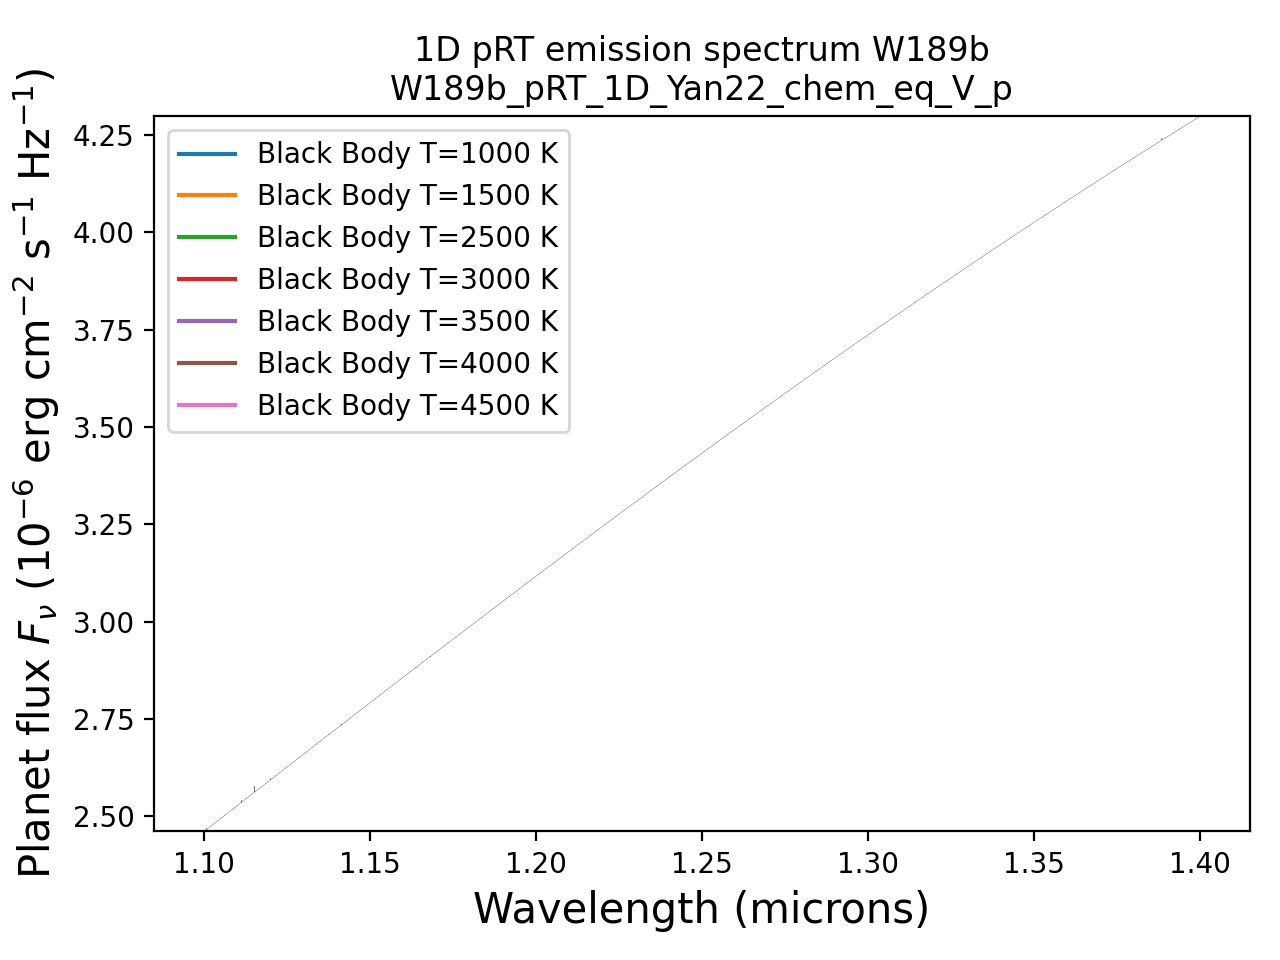 1D pRT emission spectrum W189b
W189b_pRT_1D_Yan22_chem_eq_V_p
Planet flux $F_\nu$ (10⁻⁶ erg cm⁻² s⁻¹ Hz⁻¹)
4.25
4.00
3.75
3.50
3.25
3.00
2.75
2.50
Black Body T=1000 K
Black Body T=1500 K
Black Body T=2500 K
Black Body T=3000 K
Black Body T=3500 K
Black Body T=4000 K
Black Body T=4500 K
1.10 1.15 1.20 1.25 1.30 1.35 1.40
Wavelength (microns)